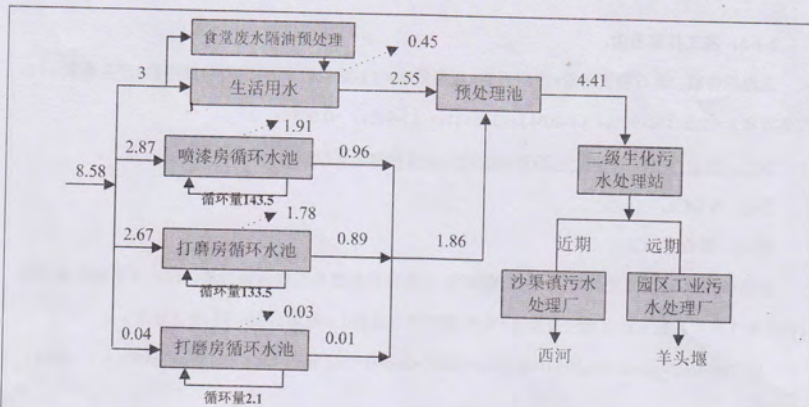 食堂废水隔油预处理
0.45
3
生活用水
2.55
预处理池
4.41
1.91
2.87
喷漆房循环水池
0.96
循环量143.5
8.58
二级生化污
水处理站
1.78
2.67
打磨房循环水池
0.89
1.86
循环量133.5
近期
远期
沙渠镇污水
处理厂
园区工业污
水处理厂
0.03
0.04
打磨房循环水池
0.01
循环量2.1
西河
羊头堰